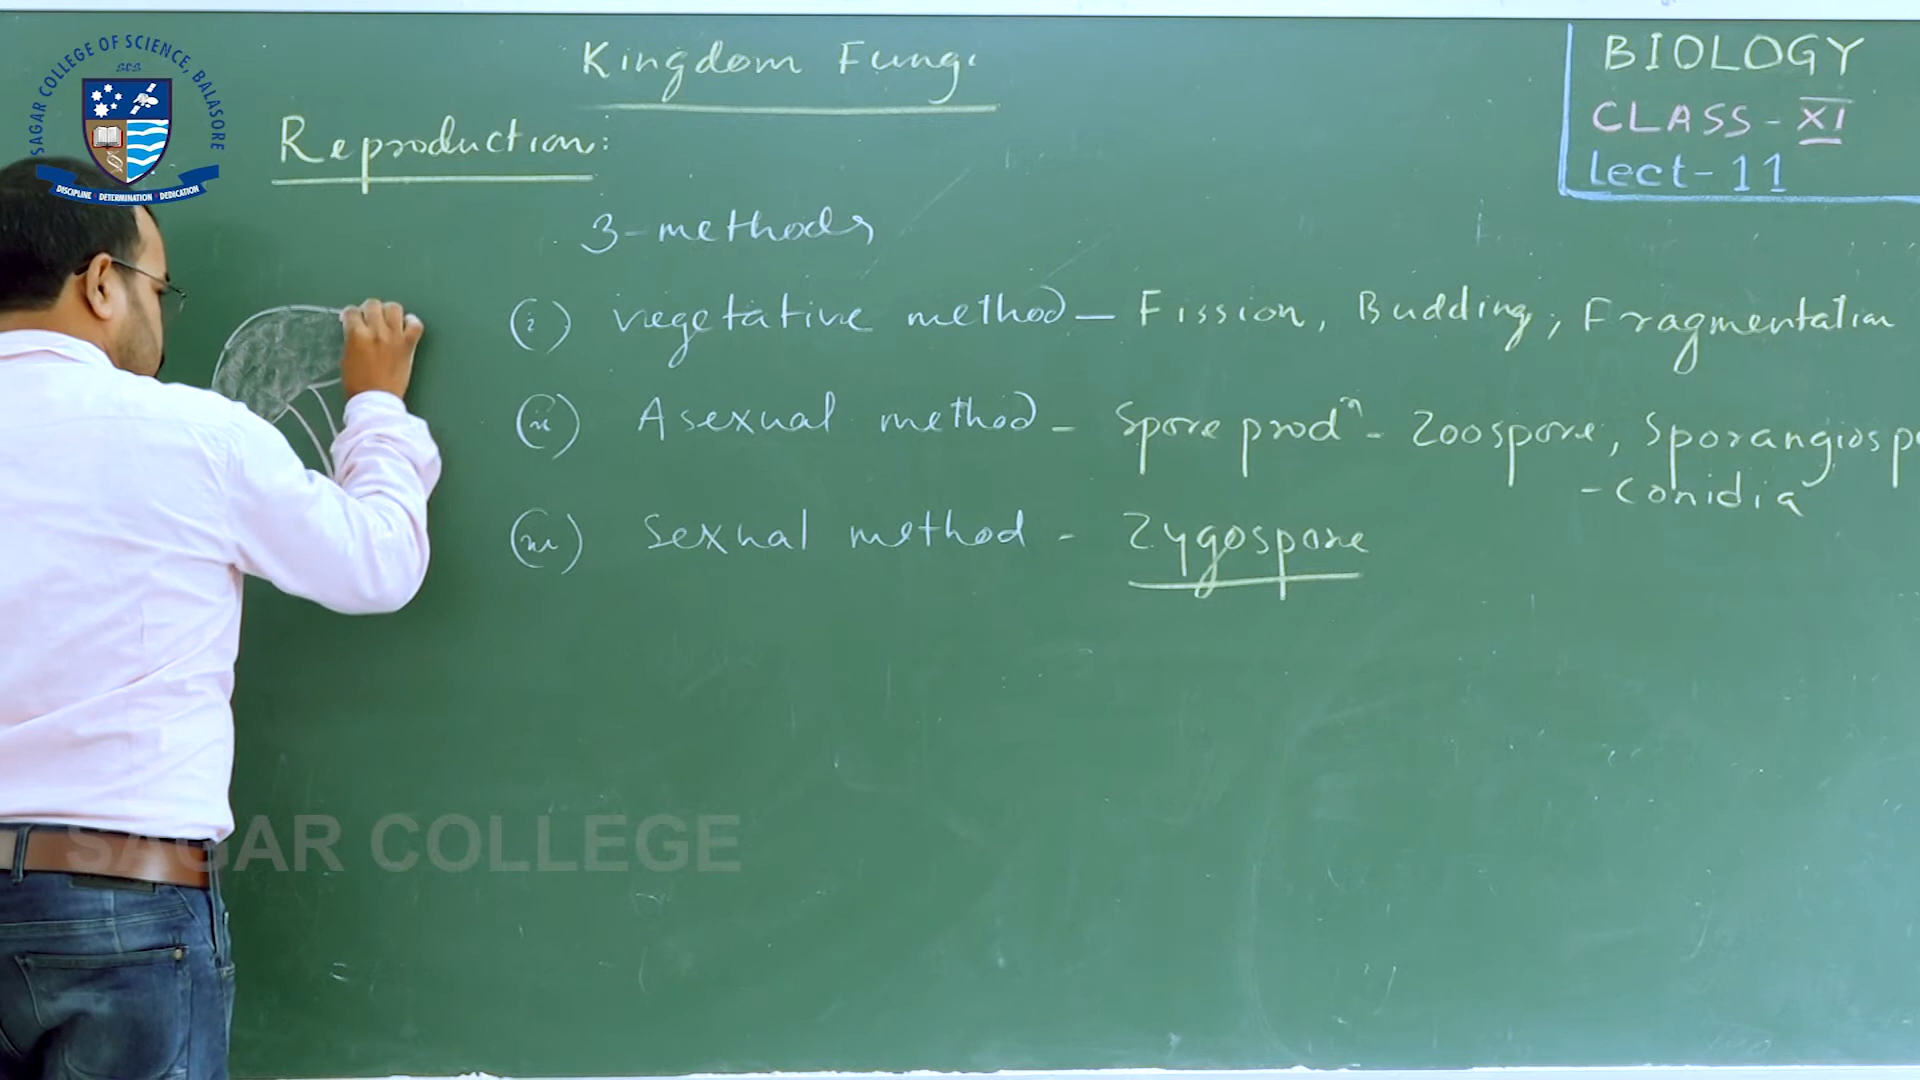 SAGAR COLLEGE OF SCIENCE, BALASORE
SCS
DISCIPLINE · DETERMINATION · DEDICATION
Kingdom Fungi
BIOLOGY
CLASS - XI
Lect-11
Reproduction:
3-methods
(i) vegetative method — Fission, Budding, Fragmentation
(ii) Asexual method - Spore prodⁿ - Zoospore, Sporangiosp
- Conidia
(iii) Sexual method - Zygospore
SAGAR COLLEGE